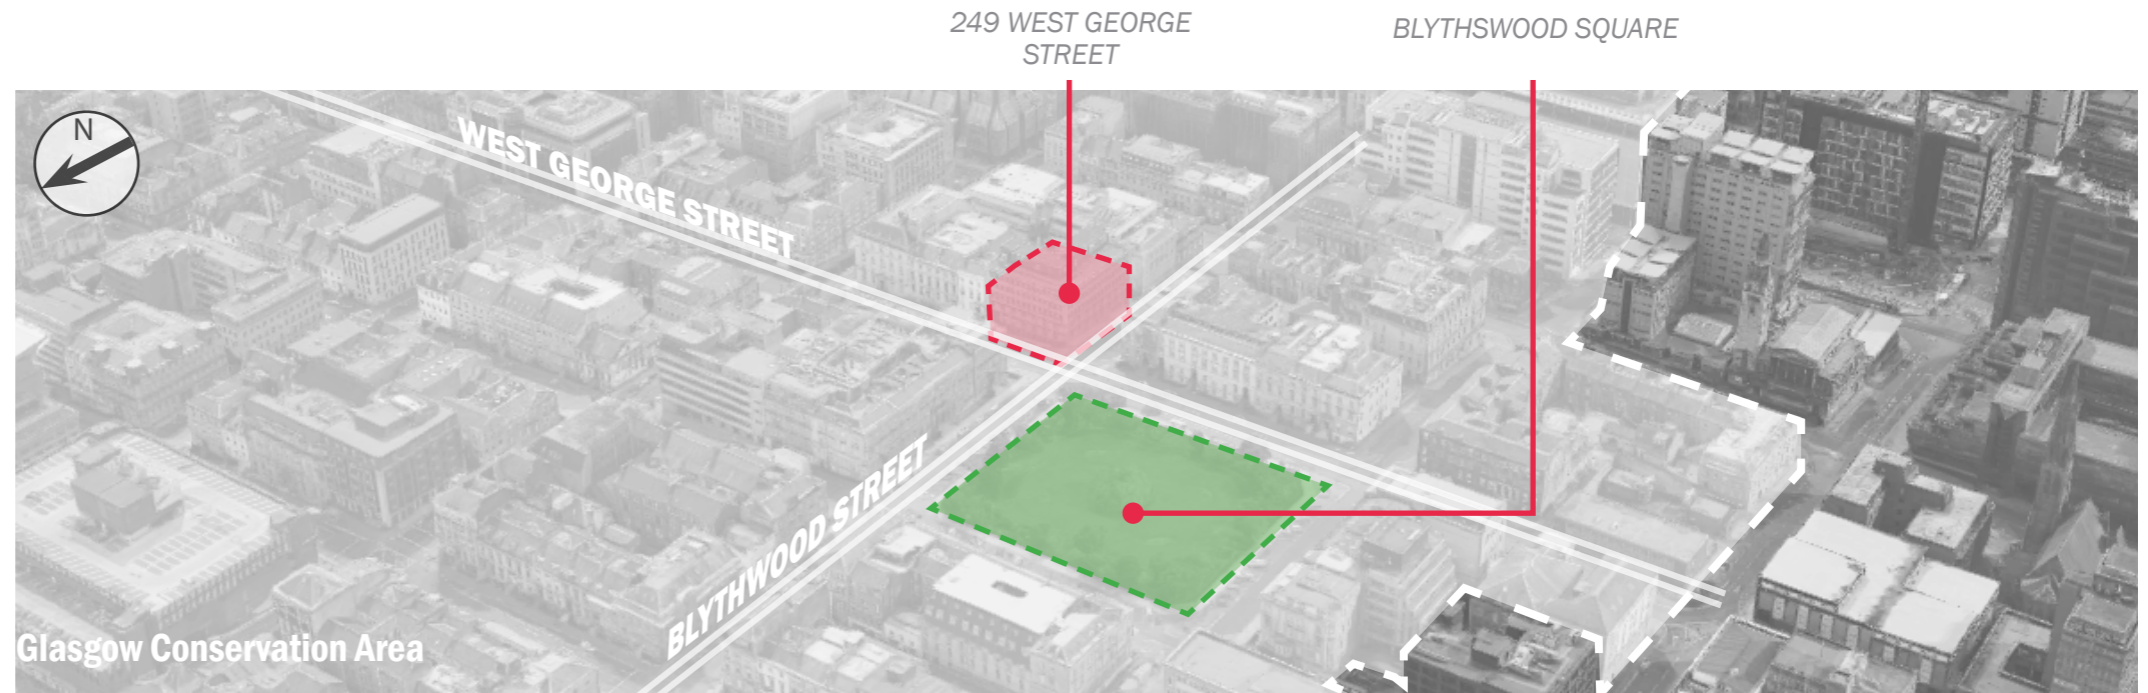 249 WEST GEORGE
STREET
BLYTHSWOOD SQUARE
N
WEST GEORGE STREET
BLYTHWOOD STREET
Glasgow Conservation Area